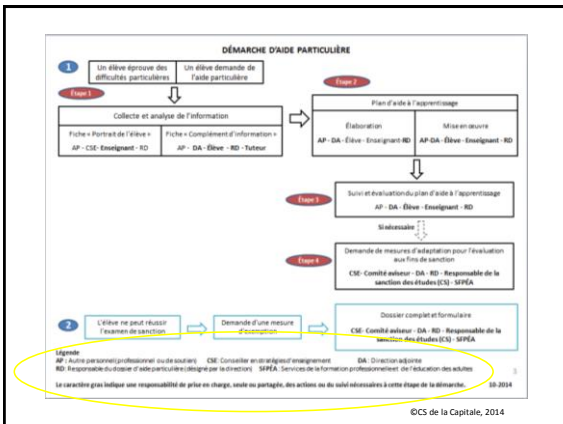 DÉMARCHE D'AIDE PARTICULIÈRE
1
Un élève éprouve des
difficultés particulières
Un élève demande de
l'aide particulière
Étape 1
Collecte et analyse de l'information
Fiche « Portrait de l'élève »
AP - CSE- Enseignant - RD
Fiche « Complément d'information »
AP - DA - Élève - RD - Tuteur
Étape 2
Plan d'aide à l'apprentissage
Élaboration
AP - DA - Élève - Enseignant-RD
Mise en œuvre
AP-DA - Élève - Enseignant - RD
Étape 3
Suivi et évaluation du plan d'aide à l'apprentissage
AP - DA - Élève - Enseignant - RD
Si nécessaire
Étape 4
Demande de mesures d'adaptation pour l'évaluation
aux fins de sanction
CSE- Comité aviseur - DA - RD - Responsable de la
sanction des études (CS) - SFPÉA
2
L'élève ne peut réussir
l'examen de sanction
Demande d'une mesure
d'exemption
Dossier complet et formulaire
CSE- Comité aviseur - DA - RD - Responsable de la
sanction des études (CS) - SFPÉA
Légende
AP : Autre personnel (professionnel ou de soutien) CSE: Conseiller en stratégies d'enseignement DA : Direction adjointe
RD: Responsable du dossier d'aide particulière (désigné par la direction) SFPÉA : Services de la formation professionnelle et de l'éducation des adultes
3
Le caractère gras indique une responsabilité de prise en charge, seule ou partagée, des actions ou du suivi nécessaires à cette étape de la démarche. 10-2014
©CS de la Capitale, 2014